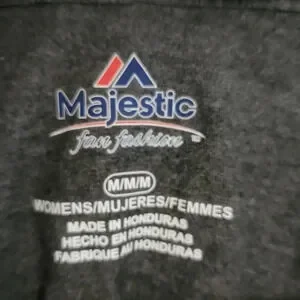 Majestic
fan fashion
M/M/M
WOMENS/MUJERES/FEMMES
MADE IN HONDURAS
HECHO EN HONDURAS
FABRIQUE AU HONDURAS